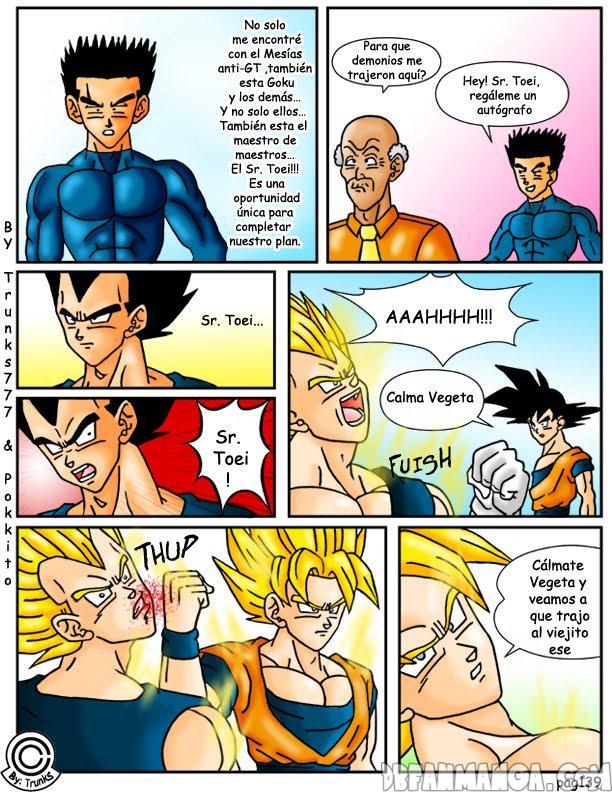 No solo
me encontré
con el Mesías
anti-GT ,también
esta Goku
y los demás...
Y no solo ellos...
También esta el
maestro de
maestros...
El Sr. Toei!!!
Es una
oportunidad
única para
completar
nuestro plan.
Para que
demonios me
trajeron aquí?
Hey! Sr. Toei,
regáleme un
autógrafo
Sr. Toei...
Sr.
Toei
!
AAAHHHH!!!
Calma Vegeta
FUISH
THUP
Cálmate
Vegeta y
veamos a
que trajo
al viejito
ese
By Trunks777 & Pokkito
C
By: Trunks
DBFANMANGA.COM
pag139